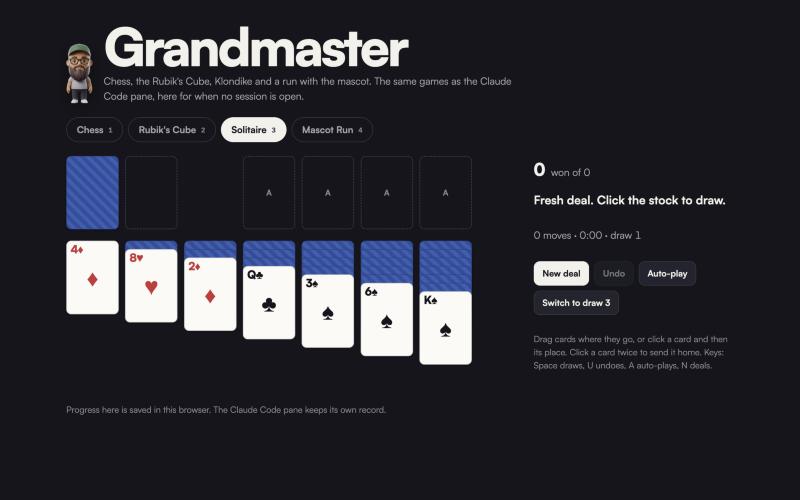 Grandmaster
Chess, the Rubik's Cube, Klondike and a run with the mascot. The same games as the Claude
Code pane, here for when no session is open.
Chess 1
Rubik's Cube 2
Solitaire 3
Mascot Run 4
A
A
A
A
4♦
8♥
2♦
Q♣
3♠
6♠
K♠
0 won of 0
Fresh deal. Click the stock to draw.
0 moves · 0:00 · draw 1
New deal
Undo
Auto-play
Switch to draw 3
Drag cards where they go, or click a card and then
its place. Click a card twice to send it home. Keys:
Space draws, U undoes, A auto-plays, N deals.
Progress here is saved in this browser. The Claude Code pane keeps its own record.